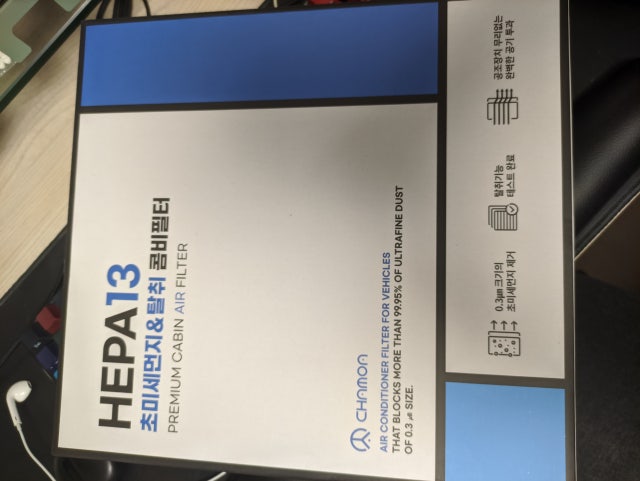 HEPA13
초미세먼지&탈취 콤비필터
PREMIUM CABIN AIR FILTER
CHAMON
AIR CONDITIONER FILTER FOR VEHICLES
THAT BLOCKS MORE THAN 99.95% OF ULTRAFINE DUST
OF 0.3 ㎛ SIZE.
0.3㎛ 크기의
초미세먼지 제거
탈취기능
테스트 완료
공조장치 무리없는
완벽한 공기 투과